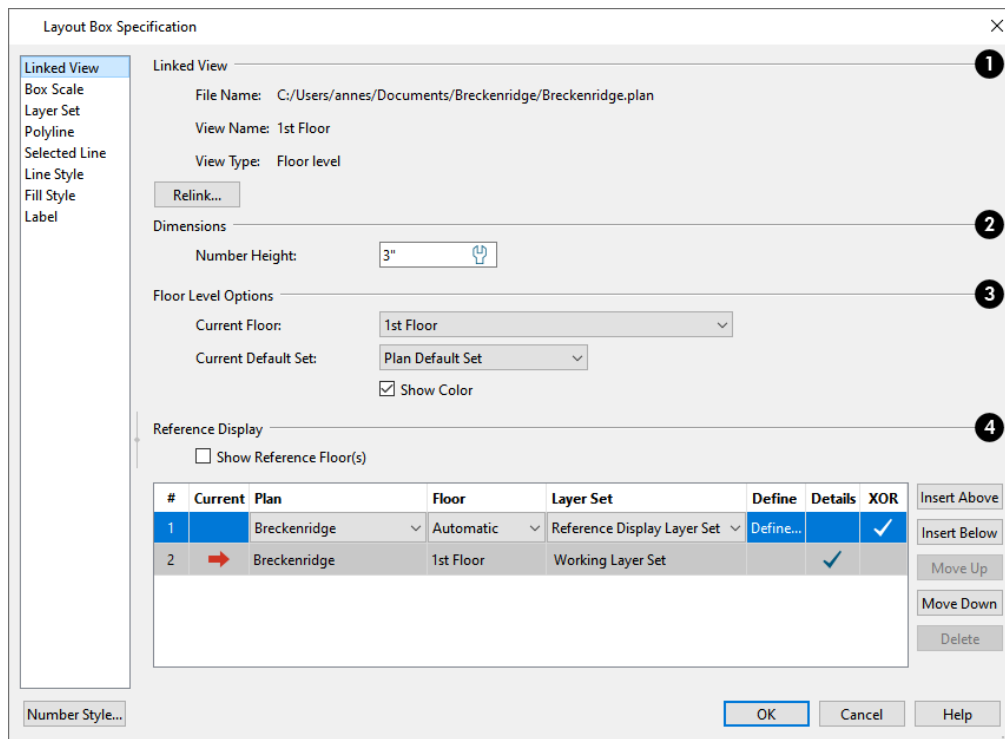 Layout Box Specification
Linked View
Box Scale
Layer Set
Polyline
Selected Line
Line Style
Fill Style
Label
Linked View 1
File Name: C:/Users/annes/Documents/Breckenridge/Breckenridge.plan
View Name: 1st Floor
View Type: Floor level
Relink...
Dimensions 2
Number Height: 3"
Floor Level Options 3
Current Floor: 1st Floor
Current Default Set: Plan Default Set
Show Color
Reference Display 4
Show Reference Floor(s)
# Current Plan Floor Layer Set Define Details XOR
1 Breckenridge Automatic Reference Display Layer Set Define...
2 Breckenridge 1st Floor Working Layer Set
Insert Above
Insert Below
Move Up
Move Down
Delete
Number Style... OK Cancel Help